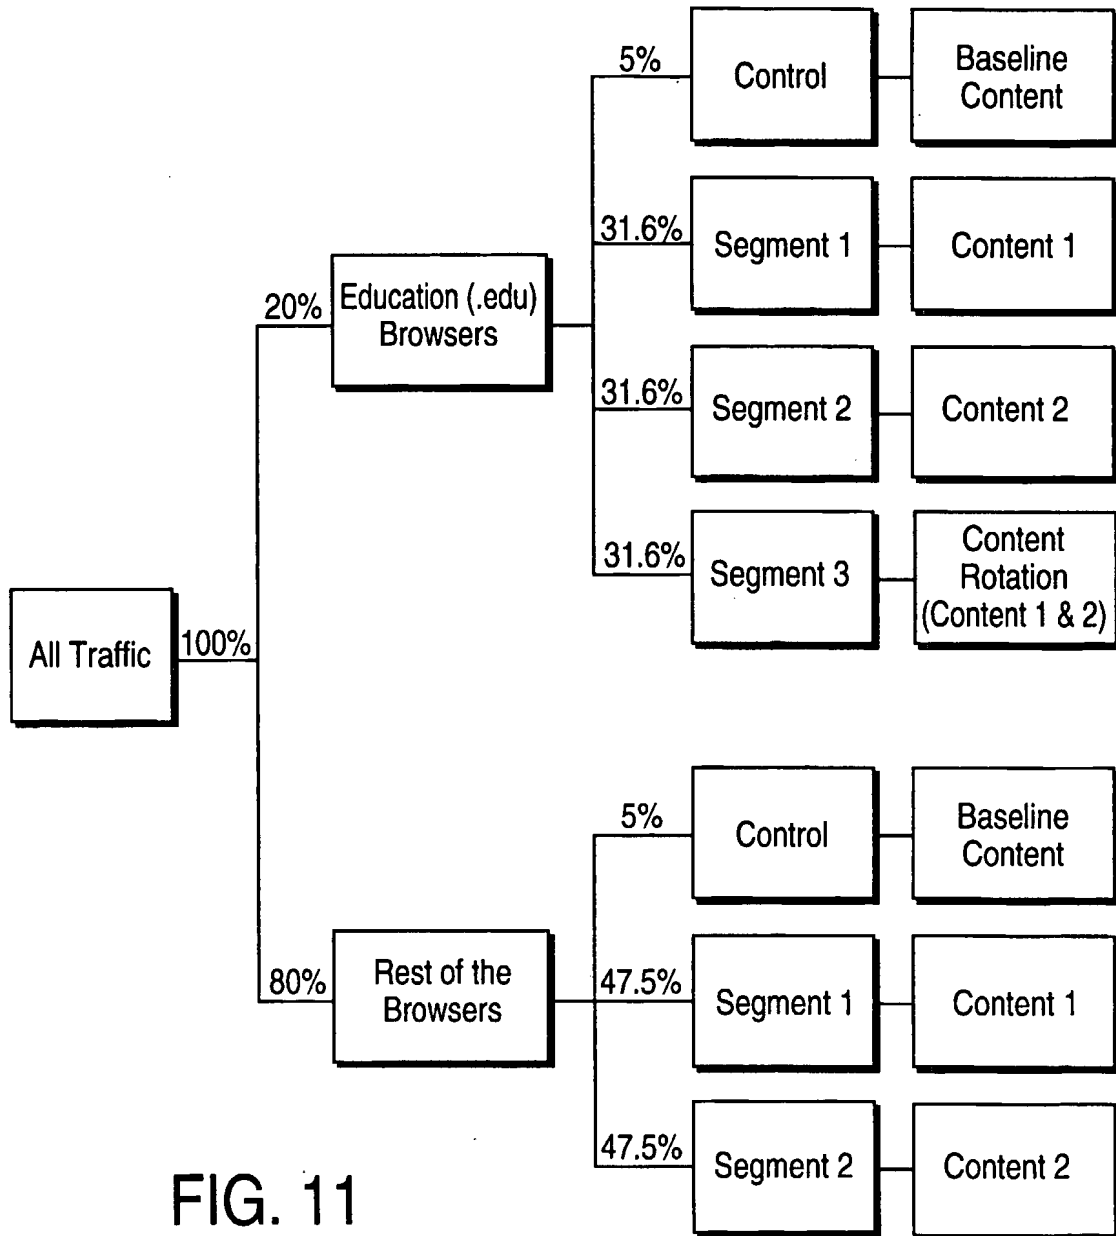 5%
Control
Baseline
Content
31.6%
Segment 1
Content 1
20%
Education (.edu)
Browsers
31.6%
Segment 2
Content 2
31.6%
Segment 3
Content
Rotation
(Content 1 & 2)
All Traffic
100%
5%
Control
Baseline
Content
80%
Rest of the
Browsers
47.5%
Segment 1
Content 1
47.5%
Segment 2
Content 2
FIG. 11